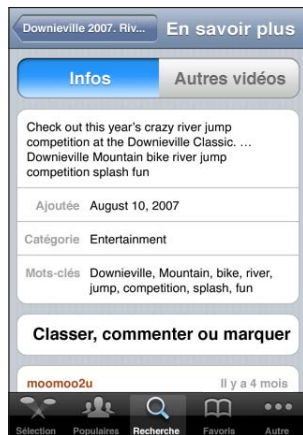 Downieville 2007. Riv...
En savoir plus
Infos
Autres vidéos
Check out this year's crazy river jump
competition at the Downieville Classic. ...
Downieville Mountain bike river jump
competition splash fun
Ajoutée August 10, 2007
Catégorie Entertainment
Mots-clés Downieville, Mountain, bike, river,
jump, competition, splash, fun
Classer, commenter ou marquer
moomoo2u Il y a 4 mois
Sélection Populaires Recherche Favoris Autre